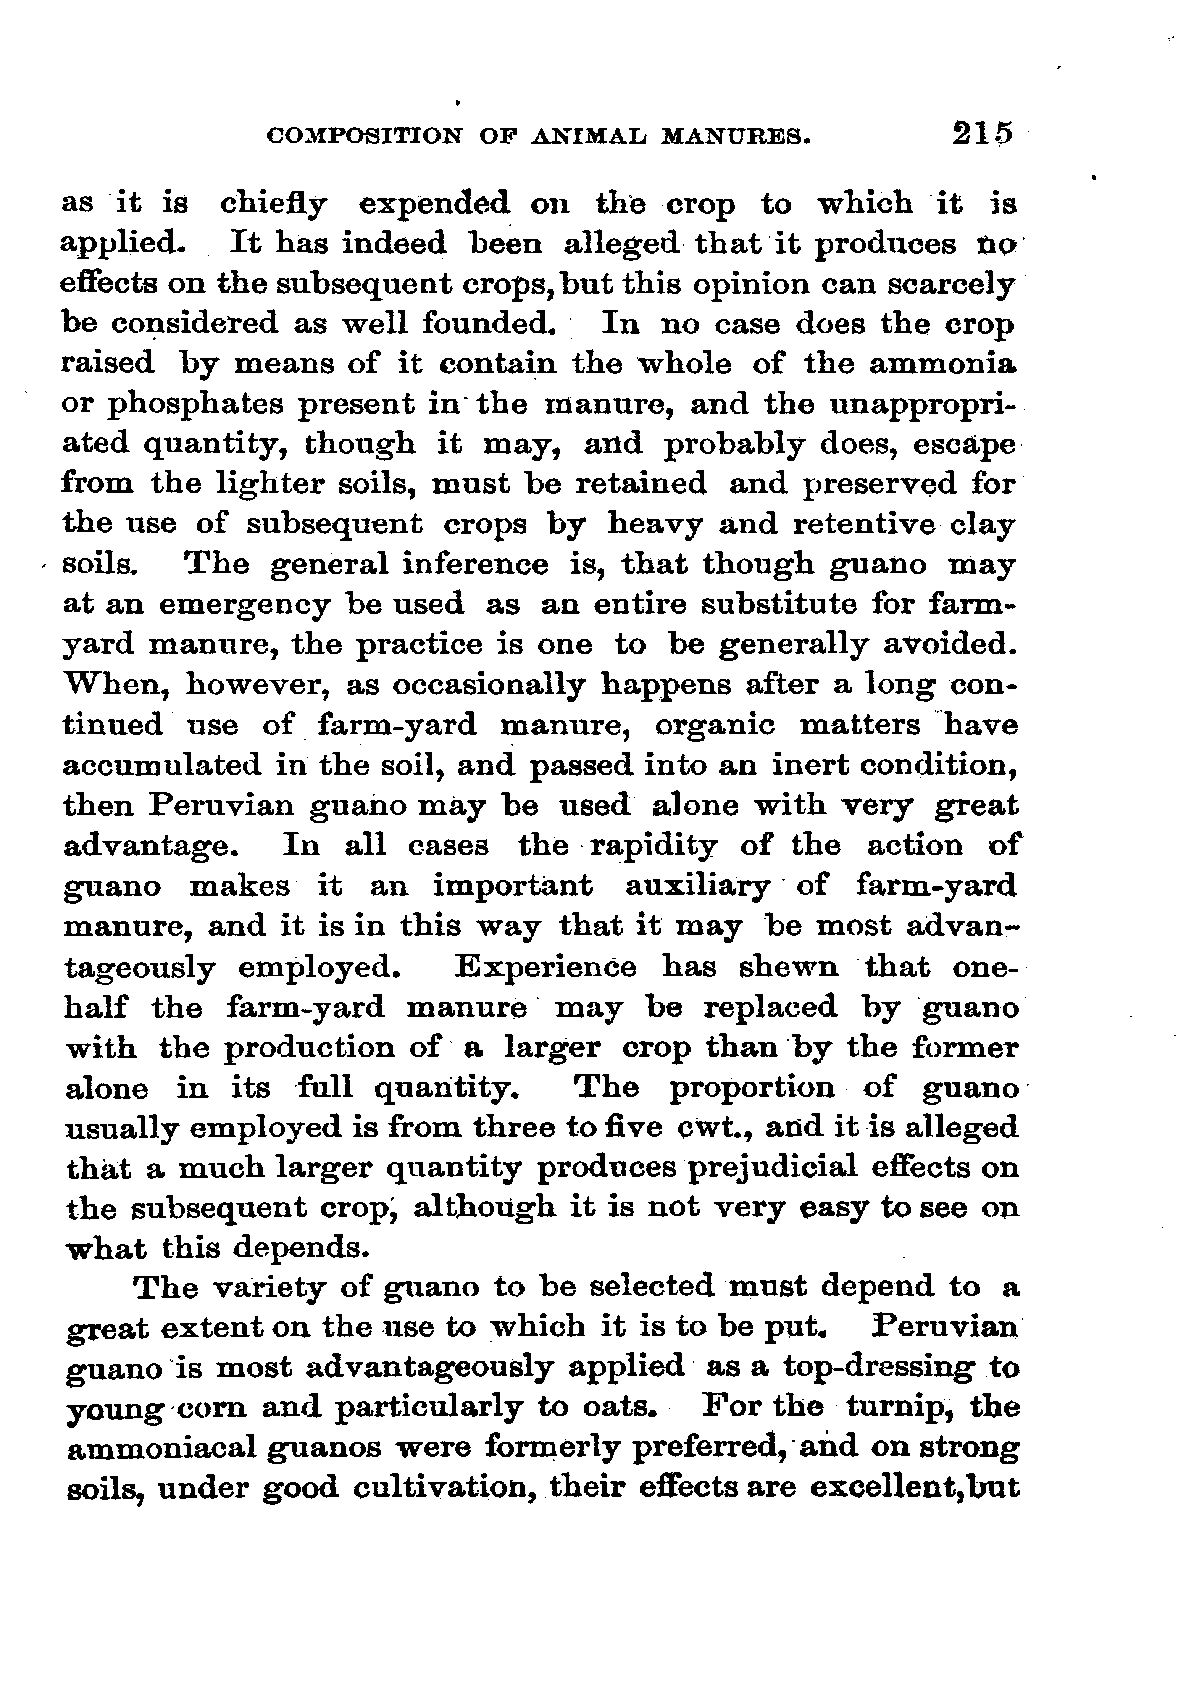 COMPOSITION OF ANIMAL MANURES. 215
as it is chiefly expended on the crop to which it is
applied. It has indeed been alleged that it produces no
effects on the subsequent crops, but this opinion can scarcely
be considered as well founded. In no case does the crop
raised by means of it contain the whole of the ammonia
or phosphates present in the manure, and the unappropri-
ated quantity, though it may, and probably does, escape
from the lighter soils, must be retained and preserved for
the use of subsequent crops by heavy and retentive clay
soils. The general inference is, that though guano may
at an emergency be used as an entire substitute for farm-
yard manure, the practice is one to be generally avoided.
When, however, as occasionally happens after a long con-
tinued use of farm-yard manure, organic matters have
accumulated in the soil, and passed into an inert condition,
then Peruvian guano may be used alone with very great
advantage. In all cases the rapidity of the action of
guano makes it an important auxiliary of farm-yard
manure, and it is in this way that it may be most advan-
tageously employed. Experience has shewn that one-
half the farm-yard manure may be replaced by guano
with the production of a larger crop than by the former
alone in its full quantity. The proportion of guano
usually employed is from three to five cwt., and it is alleged
that a much larger quantity produces prejudicial effects on
the subsequent crop, although it is not very easy to see on
what this depends.
The variety of guano to be selected must depend to a
great extent on the use to which it is to be put. Peruvian
guano is most advantageously applied as a top-dressing to
young corn and particularly to oats. For the turnip, the
ammoniacal guanos were formerly preferred, and on strong
soils, under good cultivation, their effects are excellent, but